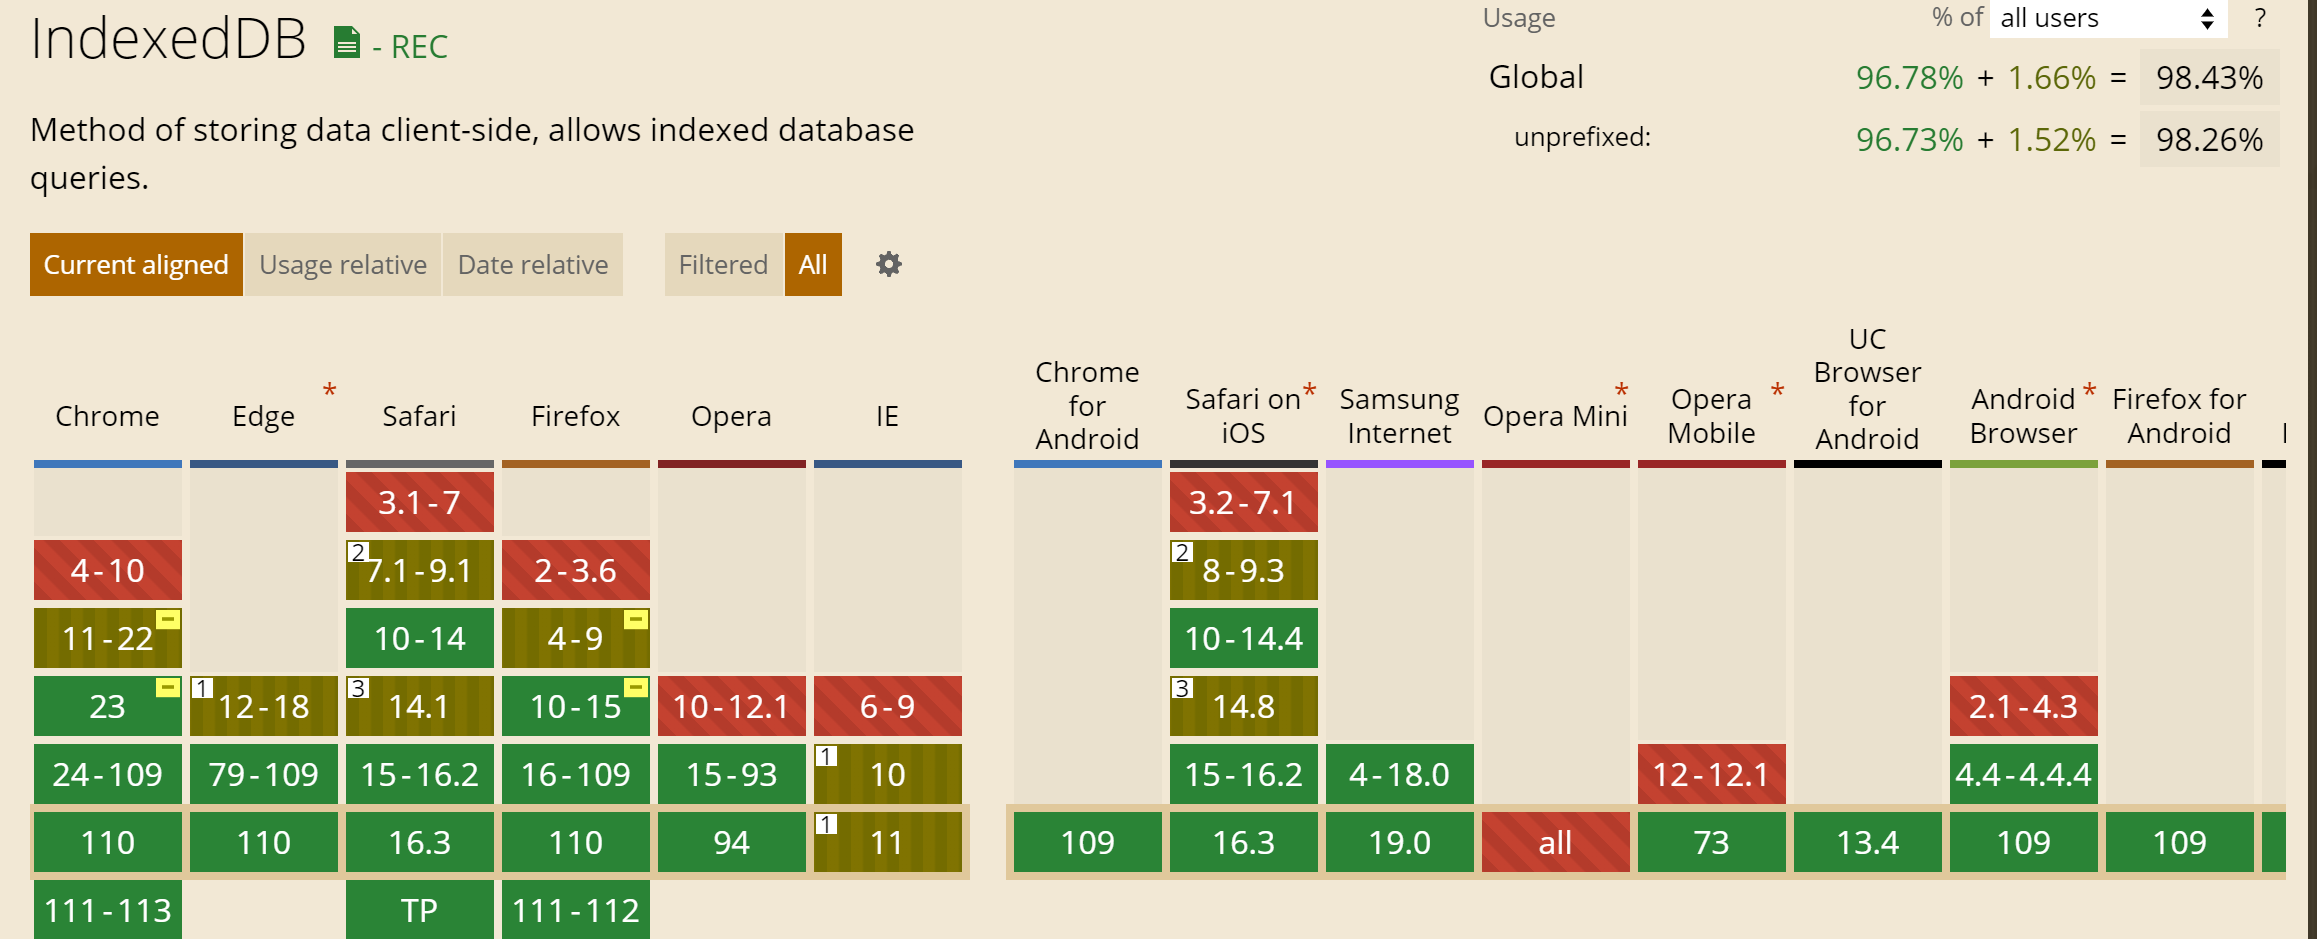 IndexedDB - REC
Usage % of all users ?
Global 96.78% + 1.66% = 98.43%
unprefixed: 96.73% + 1.52% = 98.26%
Method of storing data client-side, allows indexed database
queries.
Current aligned Usage relative Date relative Filtered All
Chrome
Edge *
Safari
Firefox
Opera
IE
Chrome
for
Android
Safari on *
iOS
Samsung
Internet
Opera Mini *
Opera *
Mobile
UC
Browser
for
Android
Android *
Browser
Firefox for
Android
3.1-7 3.2-7.1
4-10 2 7.1-9.1 2-3.6 2 8-9.3
11-22 10-14 4-9 10-14.4
23 1 12-18 3 14.1 10-15 10-12.1 6-9 3 14.8 2.1-4.3
24-109 79-109 15-16.2 16-109 15-93 1 10 15-16.2 4-18.0 12-12.1 4.4-4.4.4
110 110 16.3 110 94 1 11 109 16.3 19.0 all 73 13.4 109 109
111-113 TP 111-112